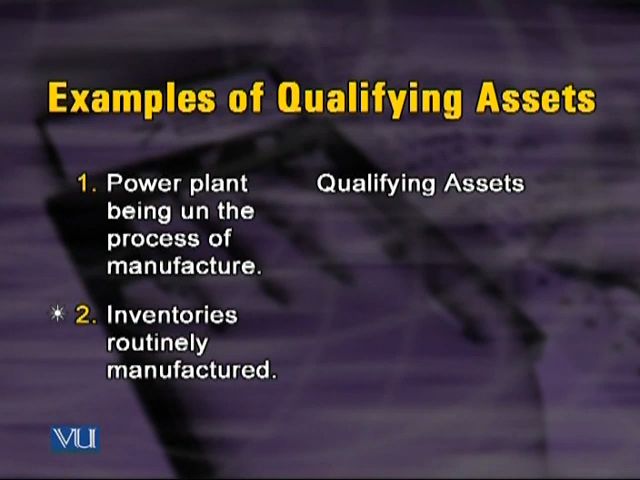 Examples of Qualifying Assets
1. Power plant Qualifying Assets
being un the
process of
manufacture.
2. Inventories
routinely
manufactured.
VU